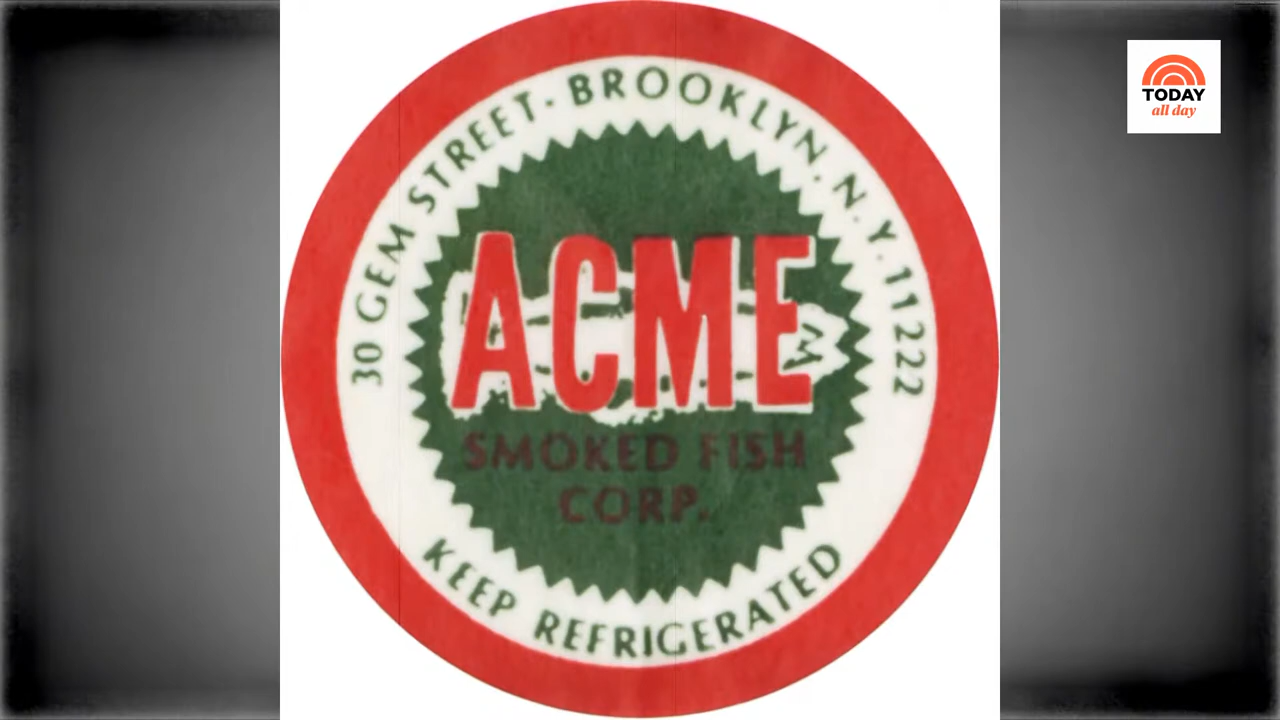 30 GEM STREET · BROOKLYN, N.Y. 11222
ACME
SMOKED FISH
CORP.
KEEP REFRIGERATED
TODAY
all day